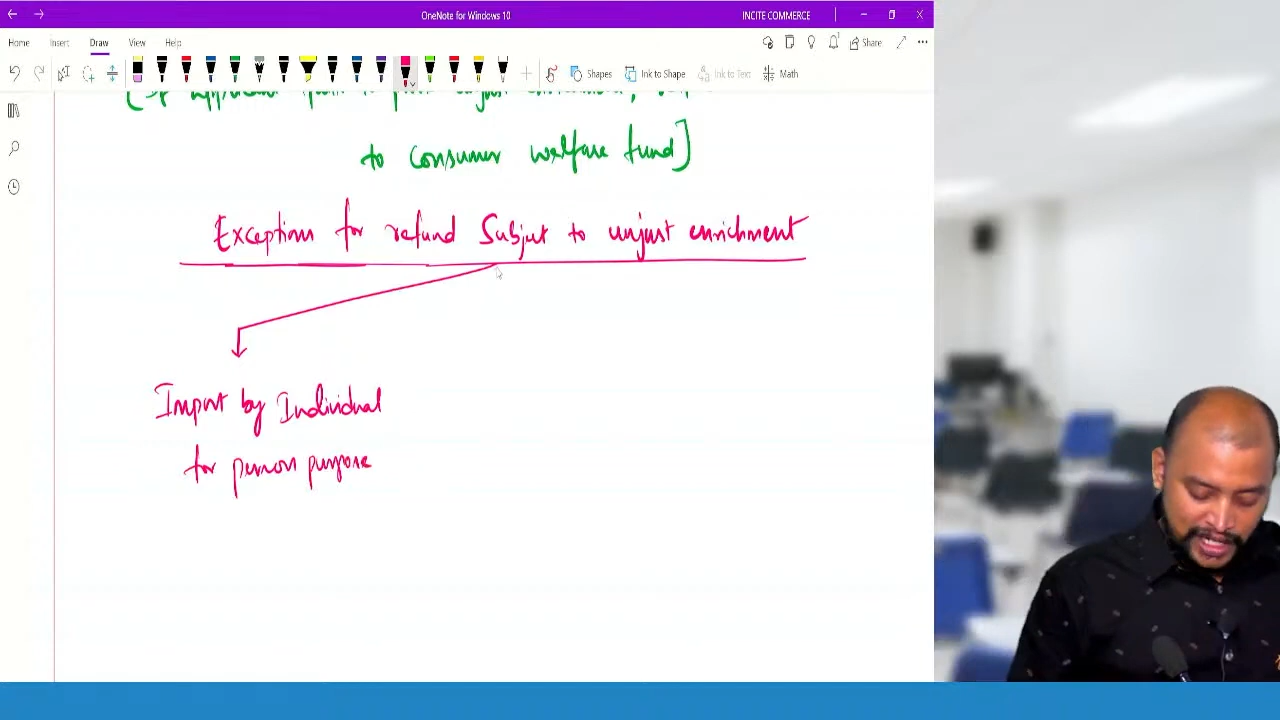 OneNote for Windows 10
INCITE COMMERCE
Home Insert Draw View Help
Share
Shapes Ink to Shape Ink to Text Math
to consumer welfare fund]
Exceptions for refund Subject to unjust enrichment
Import by Individual
for person purpose